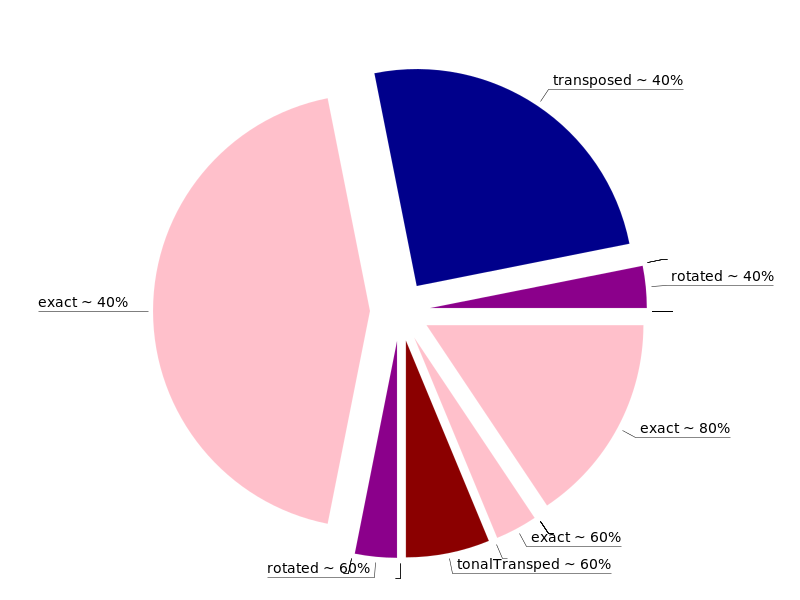 transposed ~ 40%
rotated ~ 40%
exact ~ 40%
exact ~ 80%
exact ~ 60%
tonalTransped ~ 60%
rotated ~ 60%